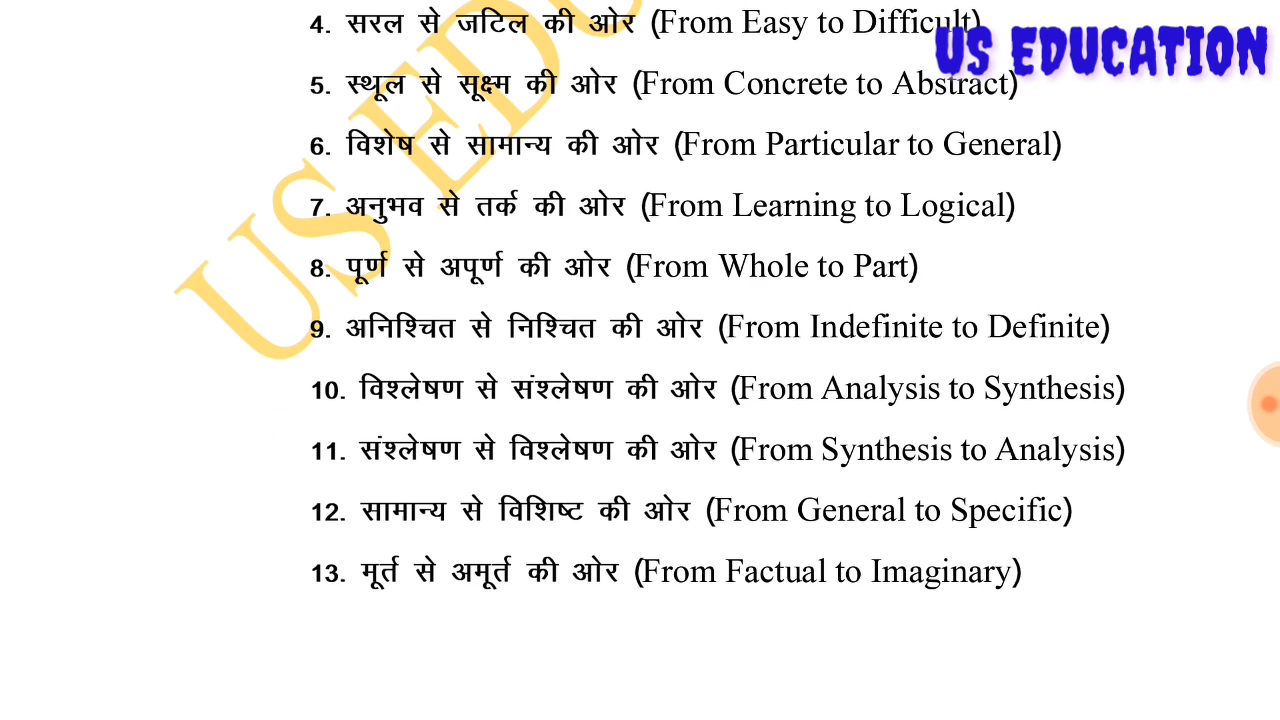 4. सरल से जटिल की ओर (From Easy to Difficult)
US EDUCATION
5. स्थूल से सूक्ष्म की ओर (From Concrete to Abstract)
6. विशेष से सामान्य की ओर (From Particular to General)
7. अनुभव से तर्क की ओर (From Learning to Logical)
8. पूर्ण से अपूर्ण की ओर (From Whole to Part)
9. अनिश्चित से निश्चित की ओर (From Indefinite to Definite)
10. विश्लेषण से संश्लेषण की ओर (From Analysis to Synthesis)
11. संश्लेषण से विश्लेषण की ओर (From Synthesis to Analysis)
12. सामान्य से विशिष्ट की ओर (From General to Specific)
13. मूर्त से अमूर्त की ओर (From Factual to Imaginary)
US EDU